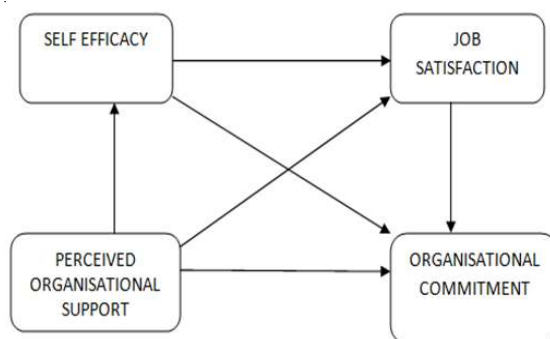 SELF EFFICACY
JOB
SATISFACTION
PERCEIVED
ORGANISATIONAL
SUPPORT
ORGANISATIONAL
COMMITMENT